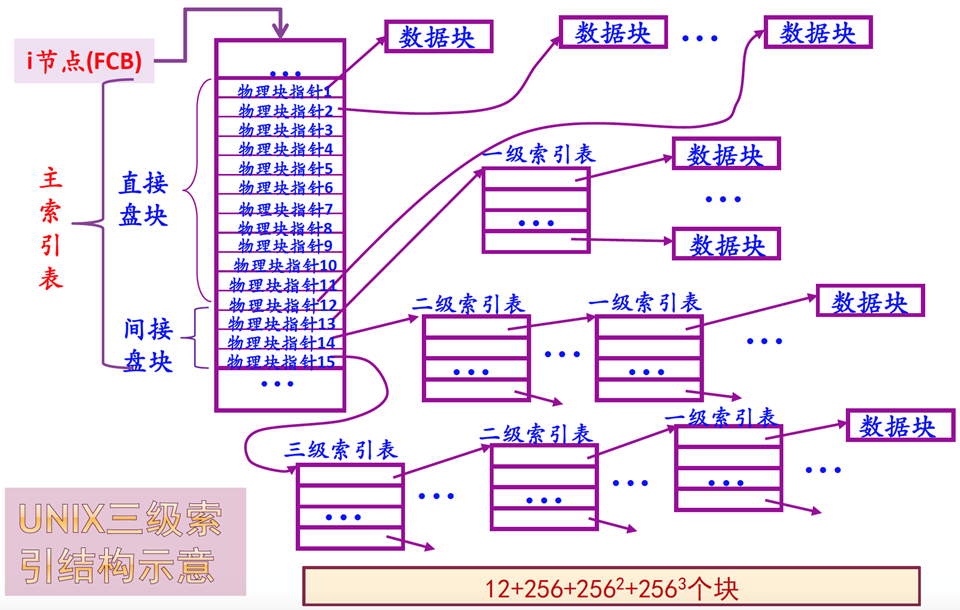 数据块
数据块
•••
数据块
i节点(FCB)
•••
物理块指针1
物理块指针2
物理块指针3
物理块指针4
物理块指针5
物理块指针6
物理块指针7
物理块指针8
物理块指针9
物理块指针10
物理块指针11
物理块指针12
物理块指针13
物理块指针14
物理块指针15
•••
主索引表
直接
盘块
间接
盘块
一级索引表
•••
数据块
•••
数据块
二级索引表
•••
•••
一级索引表
•••
数据块
•••
三级索引表
•••
•••
二级索引表
•••
•••
一级索引表
•••
数据块
•••
UNIX三级索
引结构示意
12+256+256²+256³个块